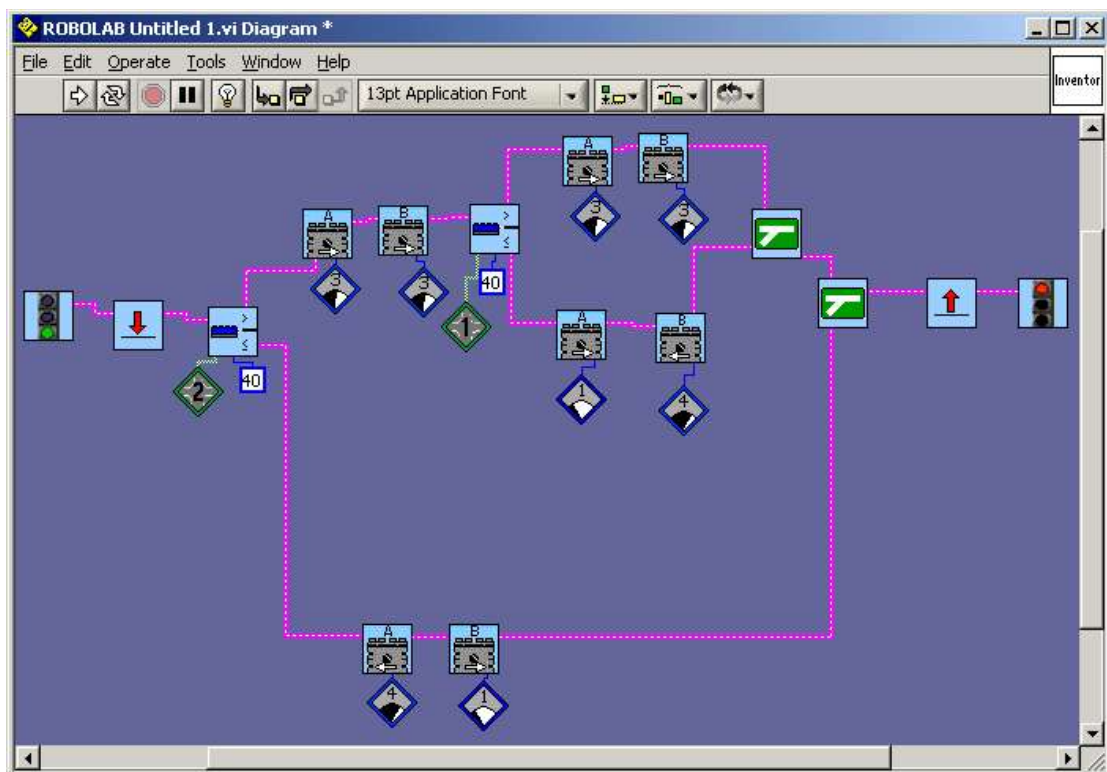 ROBOLAB Untitled 1.vi Diagram *
File Edit Operate Tools Window Help
13pt Application Font
Inventor
A B
> 
≤
3 3
A B
3 3
>
≤
40
1
>
≤
40
2
A B
1 4
A B
4 1